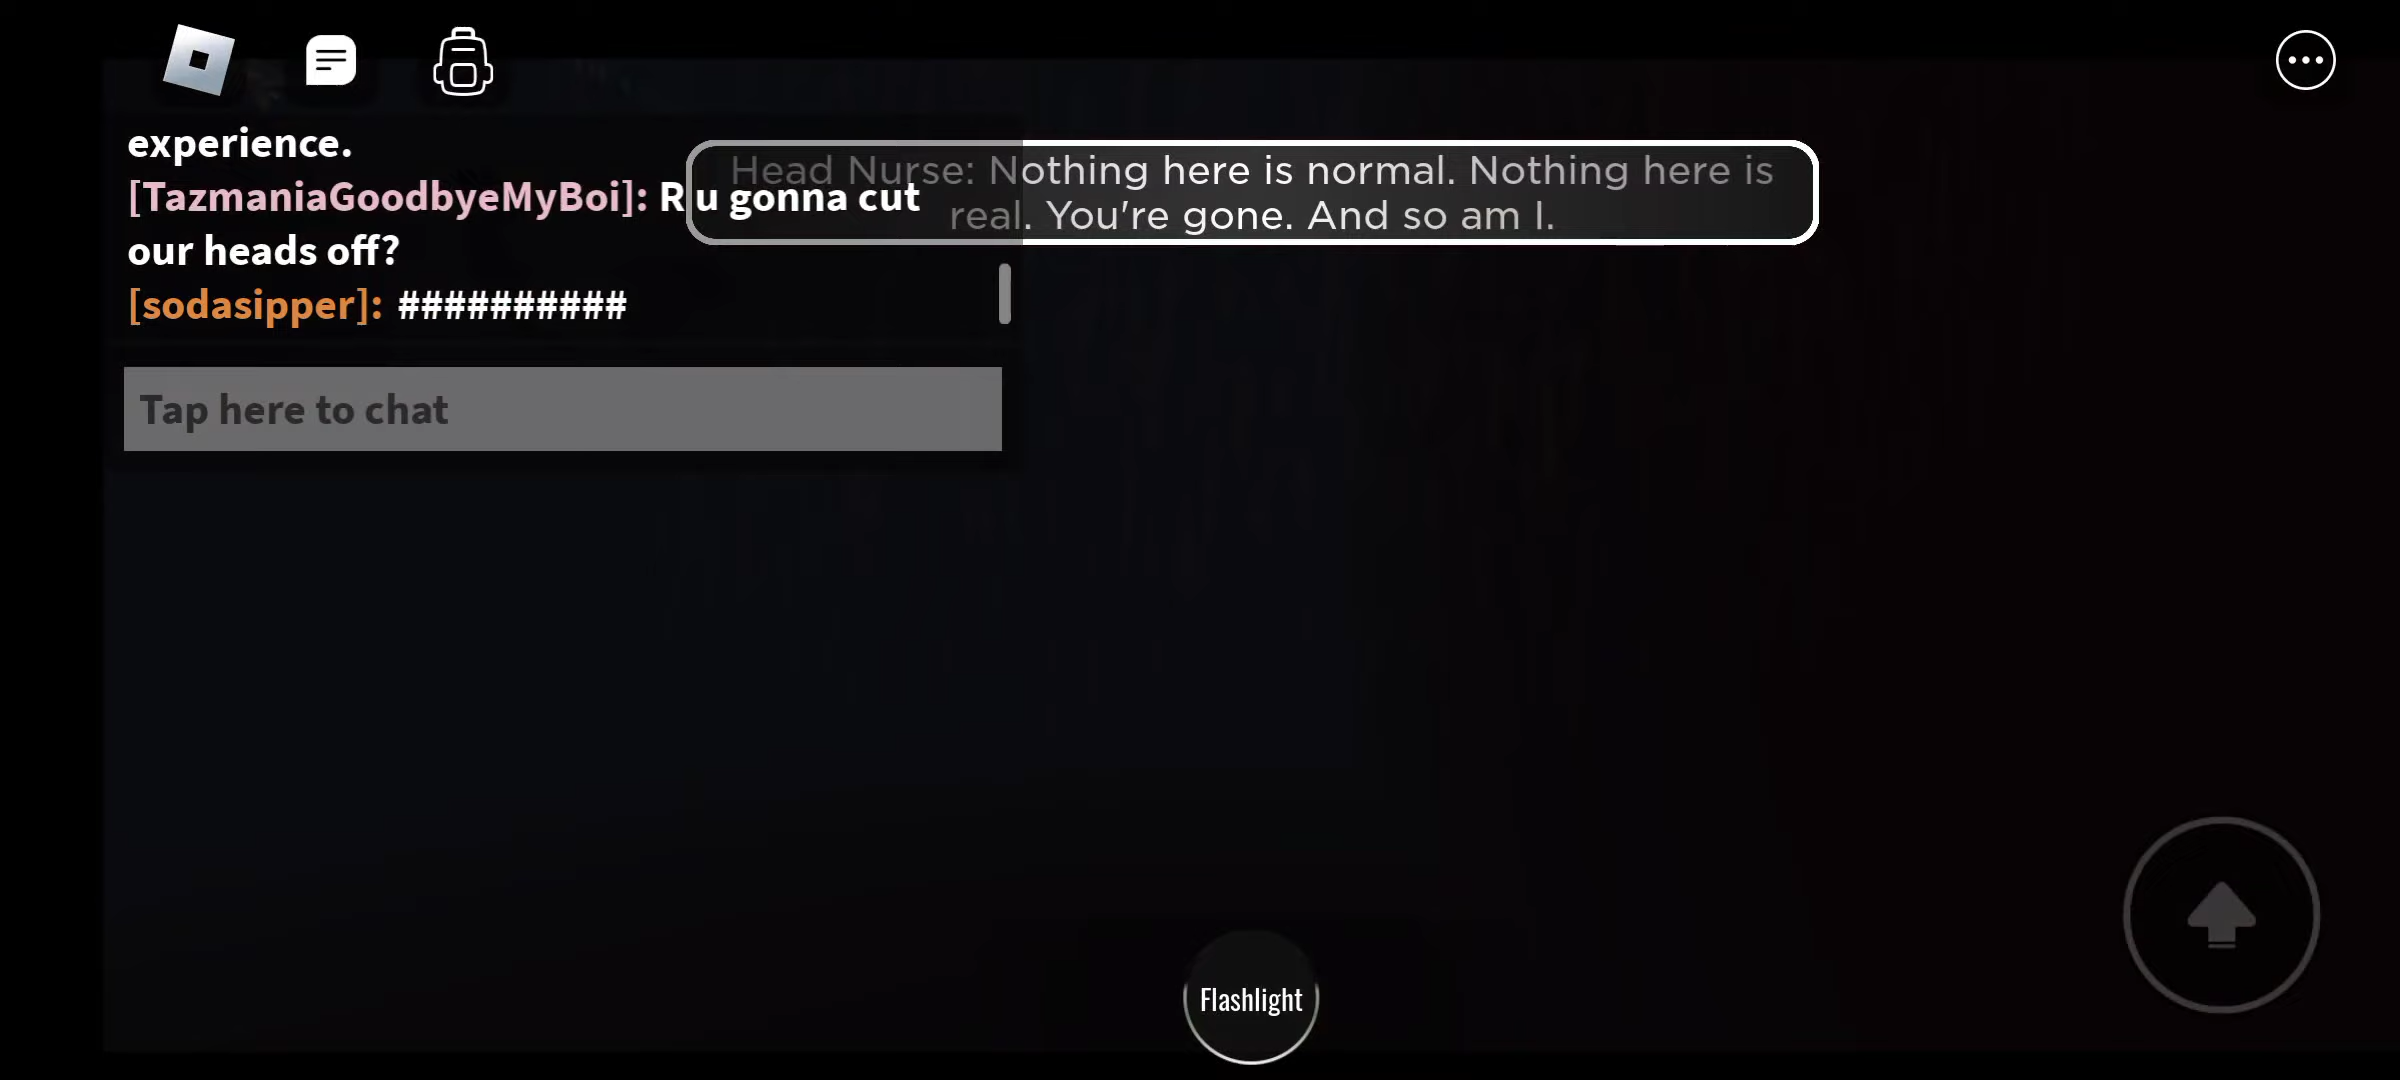 experience.
[TazmaniaGoodbyeMyBoi]: R u gonna cut
our heads off?
[sodasipper]: ##########
Tap here to chat
Head Nurse: Nothing here is normal. Nothing here is
real. You're gone. And so am I.
Flashlight